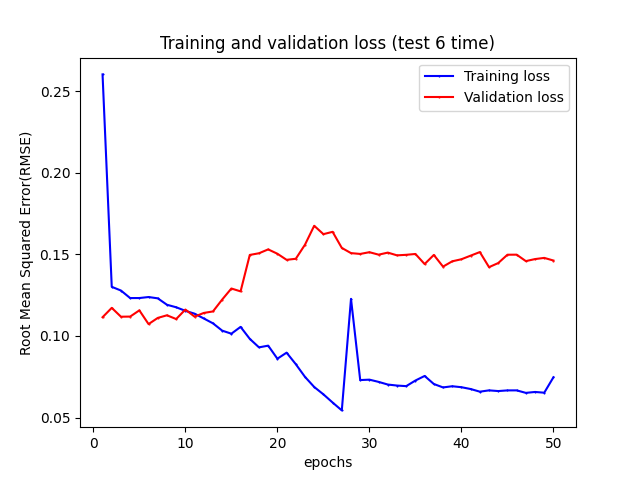 Training and validation loss (test 6 time)
Training loss
Validation loss
Root Mean Squared Error(RMSE)
0.25
0.20
0.15
0.10
0.05
0 10 20 30 40 50
epochs